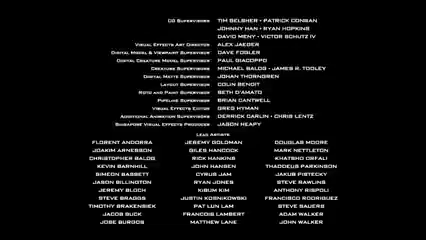 CG Supervisors TIM BELSHER • PATRICK CONRAN
JOHNNY HAN • RYAN HOPKINS
DAVID MENY • VICTOR SCHUTZ IV
Visual Effects Art Director ALEX JAEGER
Digital Model & Viewpaint Supervisor DAVE FOGLER
Digital Creature Model Supervisor PAUL GIACOPPO
Creature Supervisors MICHAEL BALOG • JAMES R. TOOLEY
Digital Matte Supervisor JOHAN THORNGREN
Layout Supervisor COLIN BENOIT
Roto and Paint Supervisor BETH D'AMATO
Pipeline Supervisor BRIAN CANTWELL
Visual Effects Editor GREG HYMAN
Additional Animation Supervisors DERRICK CARLIN • CHRIS LENTZ
Singapore Visual Effects Producer JASON HEAPY
Lead Artists
FLORENT ANDORRA JEREMY GOLDMAN DOUGLAS MOORE
JOAKIM ARNESSON GILES HANCOCK MARK NETTLETON
CHRISTOPHER BALOG RICK HANKINS KHATSHO ORFALI
KEVIN BARNHILL JOHN HANSEN THADDEUS PARKINSON
SIMEON BASSETT CYRUS JAM JAKUB PISTECKY
JASON BILLINGTON RYAN JONES STEVE RAWLINS
JEREMY BLOCH KIBUM KIM ANTHONY RISPOLI
STEVE BRAGGS JUSTIN KOSNIKOWSKI FRANCISCO RODRIGUEZ
TIMOTHY BRAKENSIEK PAT LUN LAM STEVE SAUERS
JACOB BUCK FRANCOIS LAMBERT ADAM WALKER
JOSE BURGOS MATTHEW LANE JOHN WALKER